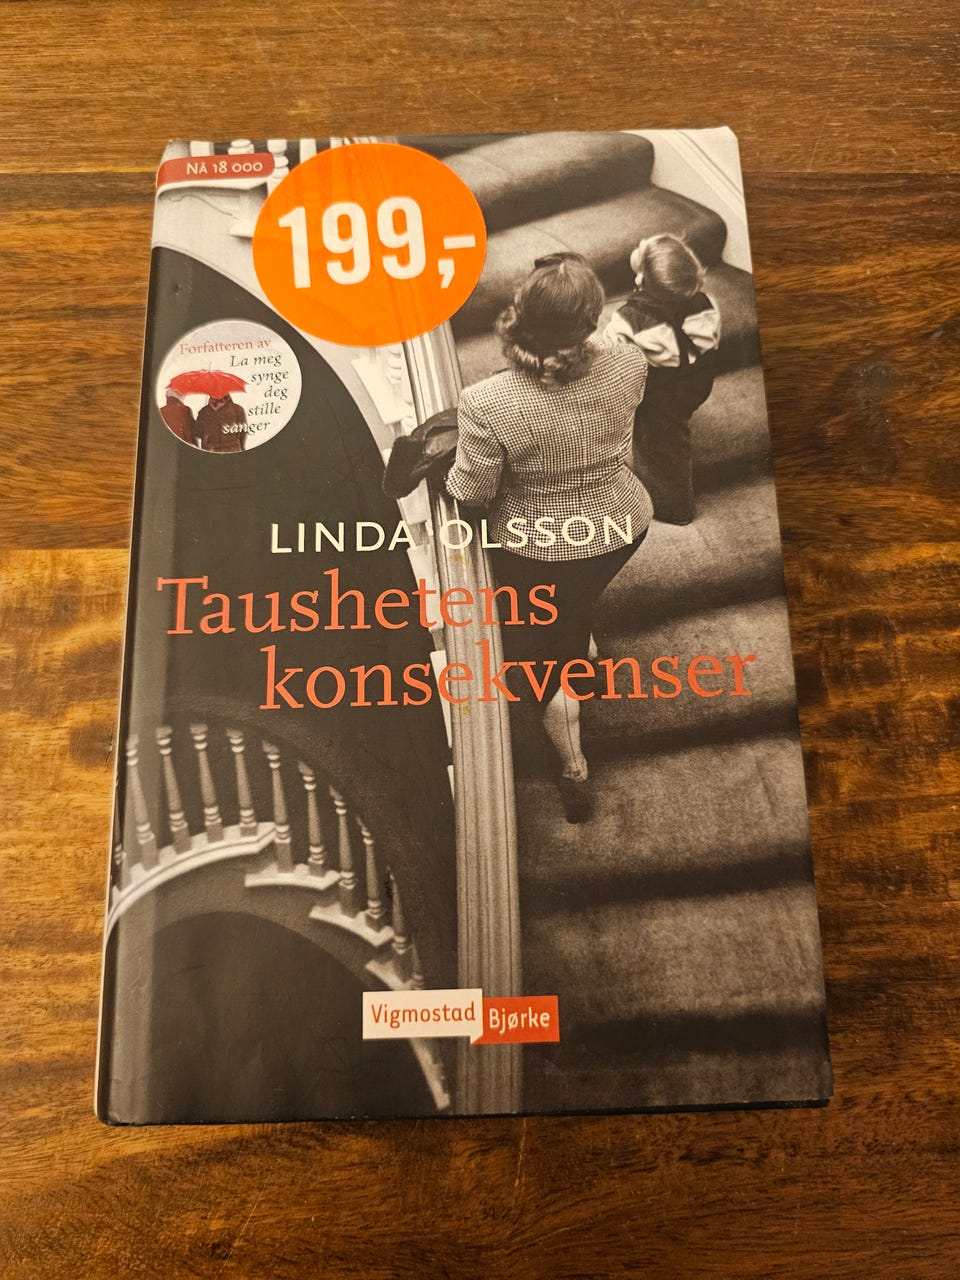 NÅ 18 000
199,-
Forfatteren av
La meg
synge
deg
stille
sanger
LINDA OLSSON
Taushetens
konsekvenser
Vigmostad
Bjørke